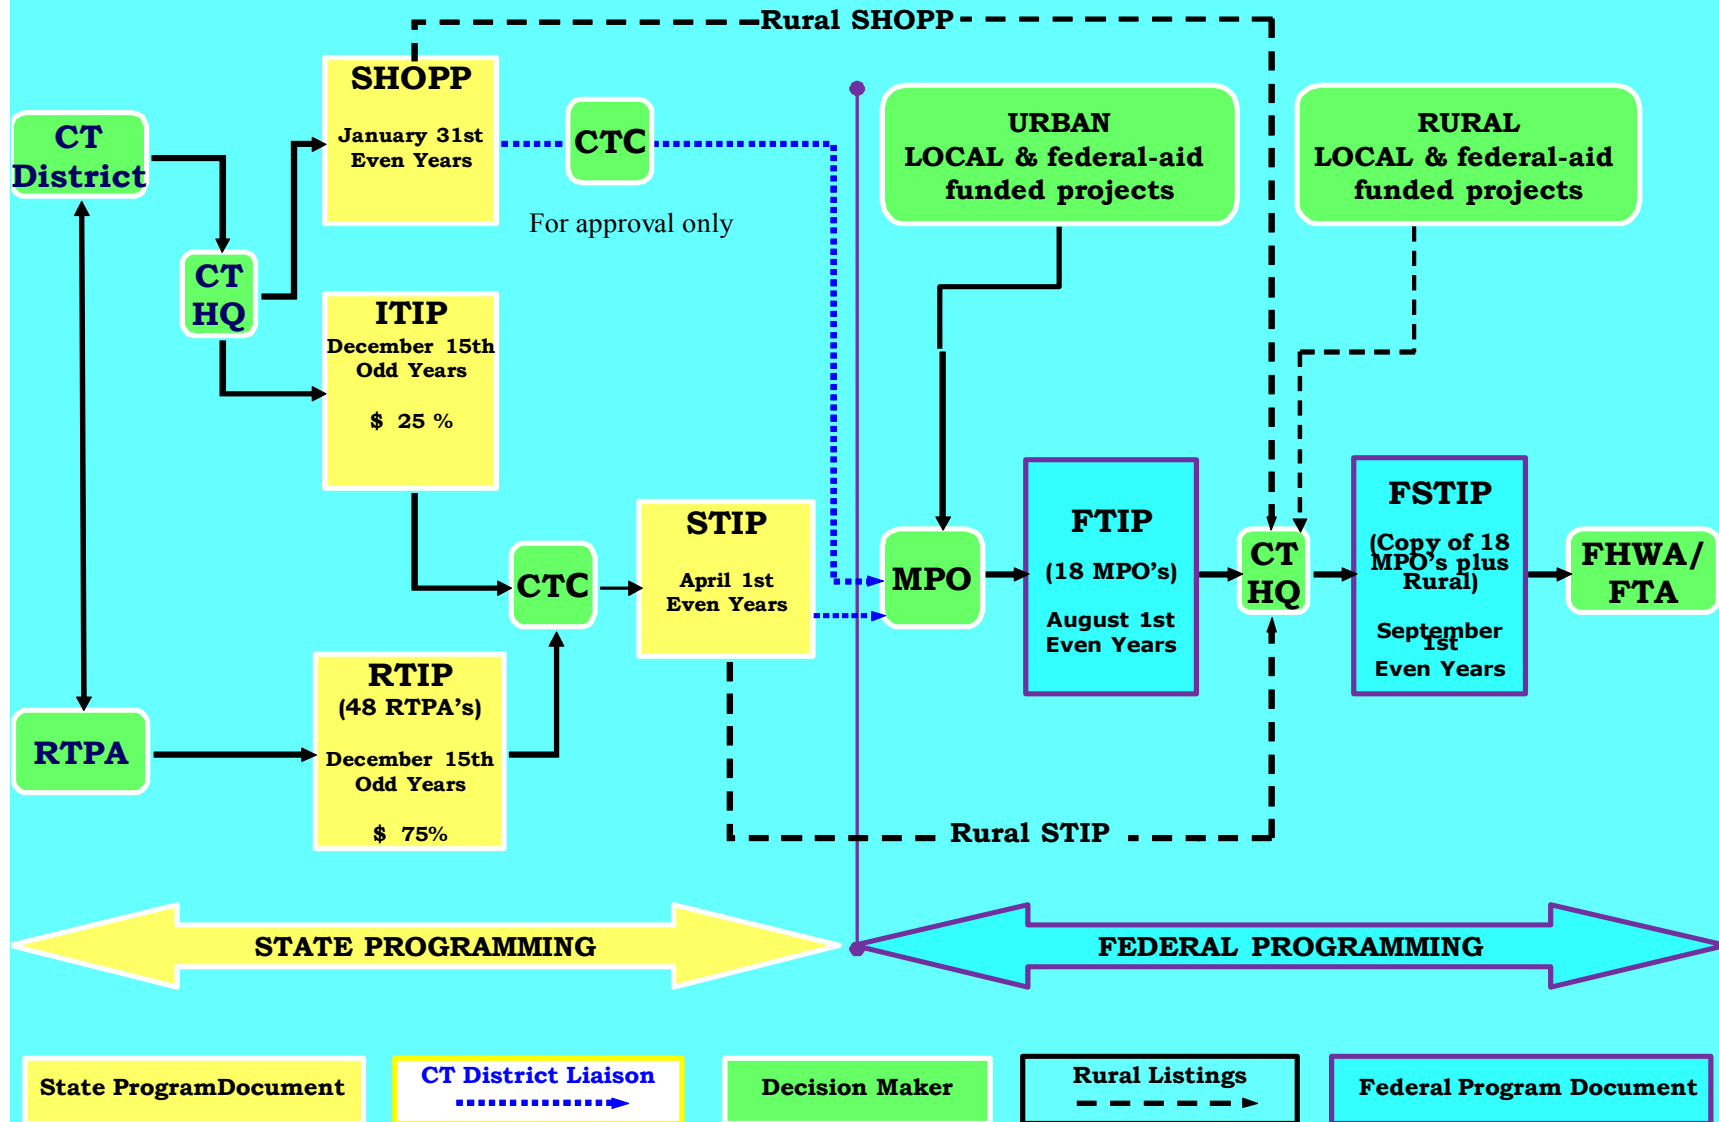 Rural SHOPP
SHOPP
January 31st
Even Years
CT
District
CTC
For approval only
URBAN
LOCAL & federal-aid
funded projects
RURAL
LOCAL & federal-aid
funded projects
CT
HQ
ITIP
December 15th
Odd Years
$ 25 %
STIP
April 1st
Even Years
CTC
MPO
FTIP
(18 MPO's)
August 1st
Even Years
CT
HQ
FSTIP
(Copy of 18
MPO's plus
Rural)
September
1st
Even Years
FHWA/
FTA
RTPA
RTIP
(48 RTPA's)
December 15th
Odd Years
$ 75%
Rural STIP
STATE PROGRAMMING
FEDERAL PROGRAMMING
State ProgramDocument
CT District Liaison
Decision Maker
Rural Listings
Federal Program Document